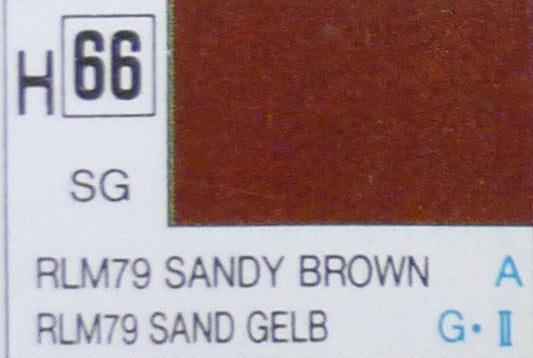 H 66
SG
RLM79 SANDY BROWN A
RLM79 SAND GELB G•Ⅱ